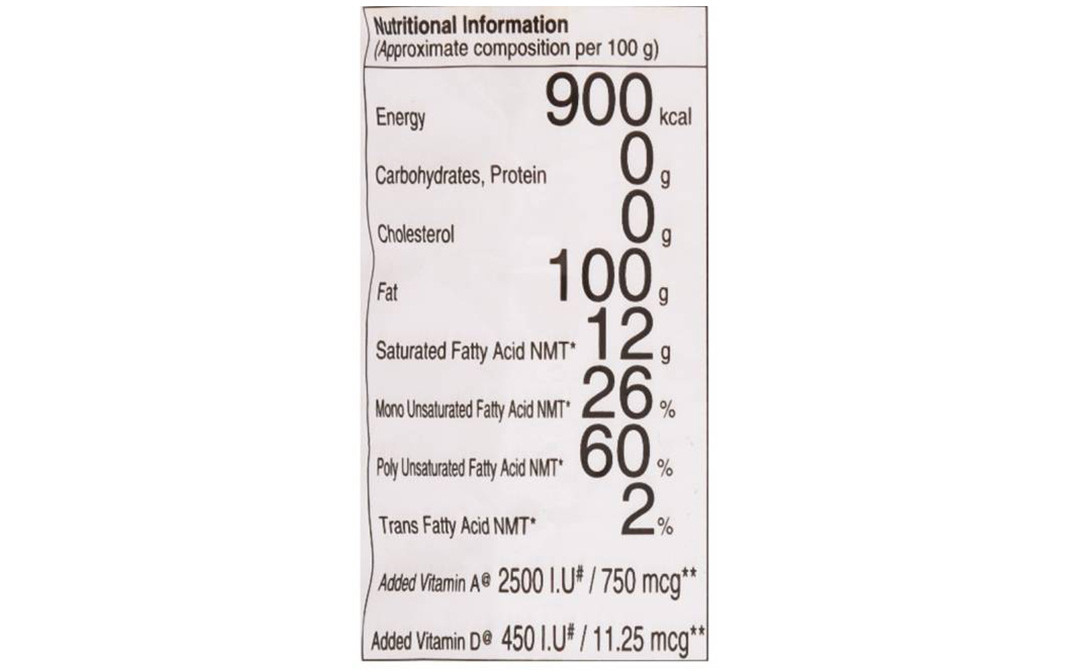 Nutritional Information
(Approximate composition per 100 g)
Energy 900 kcal
Carbohydrates, Protein 0 g
Cholesterol 0 g
Fat 100 g
Saturated Fatty Acid NMT* 12 g
Mono Unsaturated Fatty Acid NMT* 26 %
Poly Unsaturated Fatty Acid NMT* 60 %
Trans Fatty Acid NMT* 2 %
Added Vitamin A@ 2500 I.U# / 750 mcg**
Added Vitamin D@ 450 I.U# / 11.25 mcg**